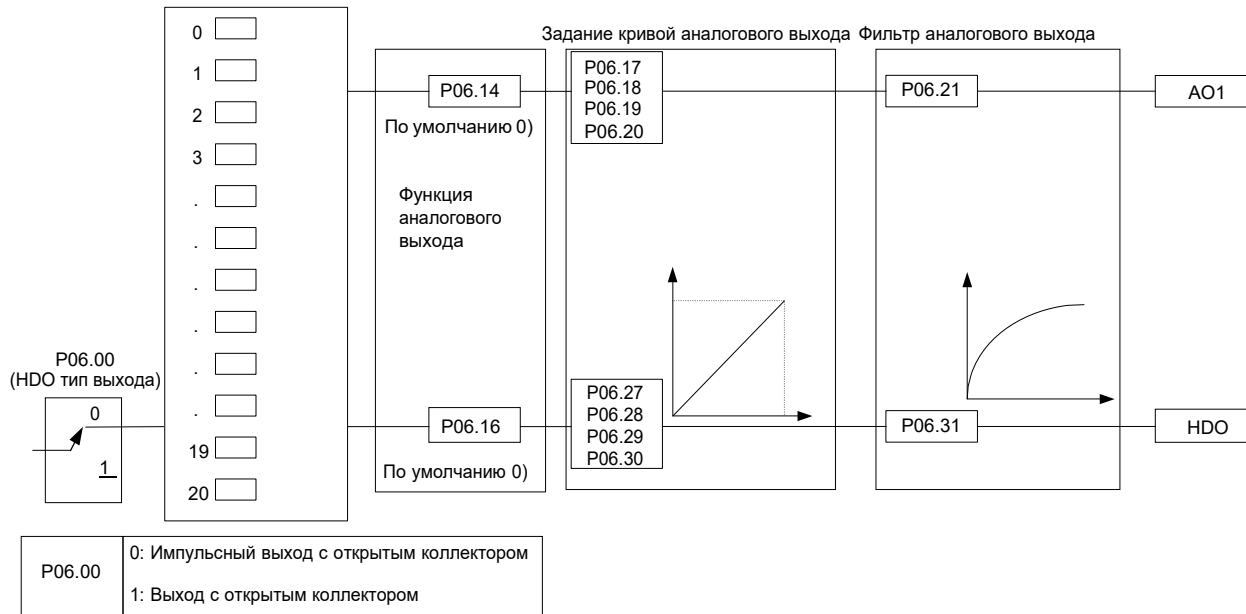 Задание кривой аналогового выхода
Фильтр аналогового выхода
0
1
2
3
.
.
.
.
.
.
19
20
P06.14
По умолчанию 0)
Функция
аналогового
выхода
P06.16
По умолчанию 0)
P06.17
P06.18
P06.19
P06.20
P06.27
P06.28
P06.29
P06.30
P06.21
P06.31
AO1
HDO
P06.00
(HDO тип выхода)
0
1
P06.00
0: Импульсный выход с открытым коллектором
1: Выход с открытым коллектором